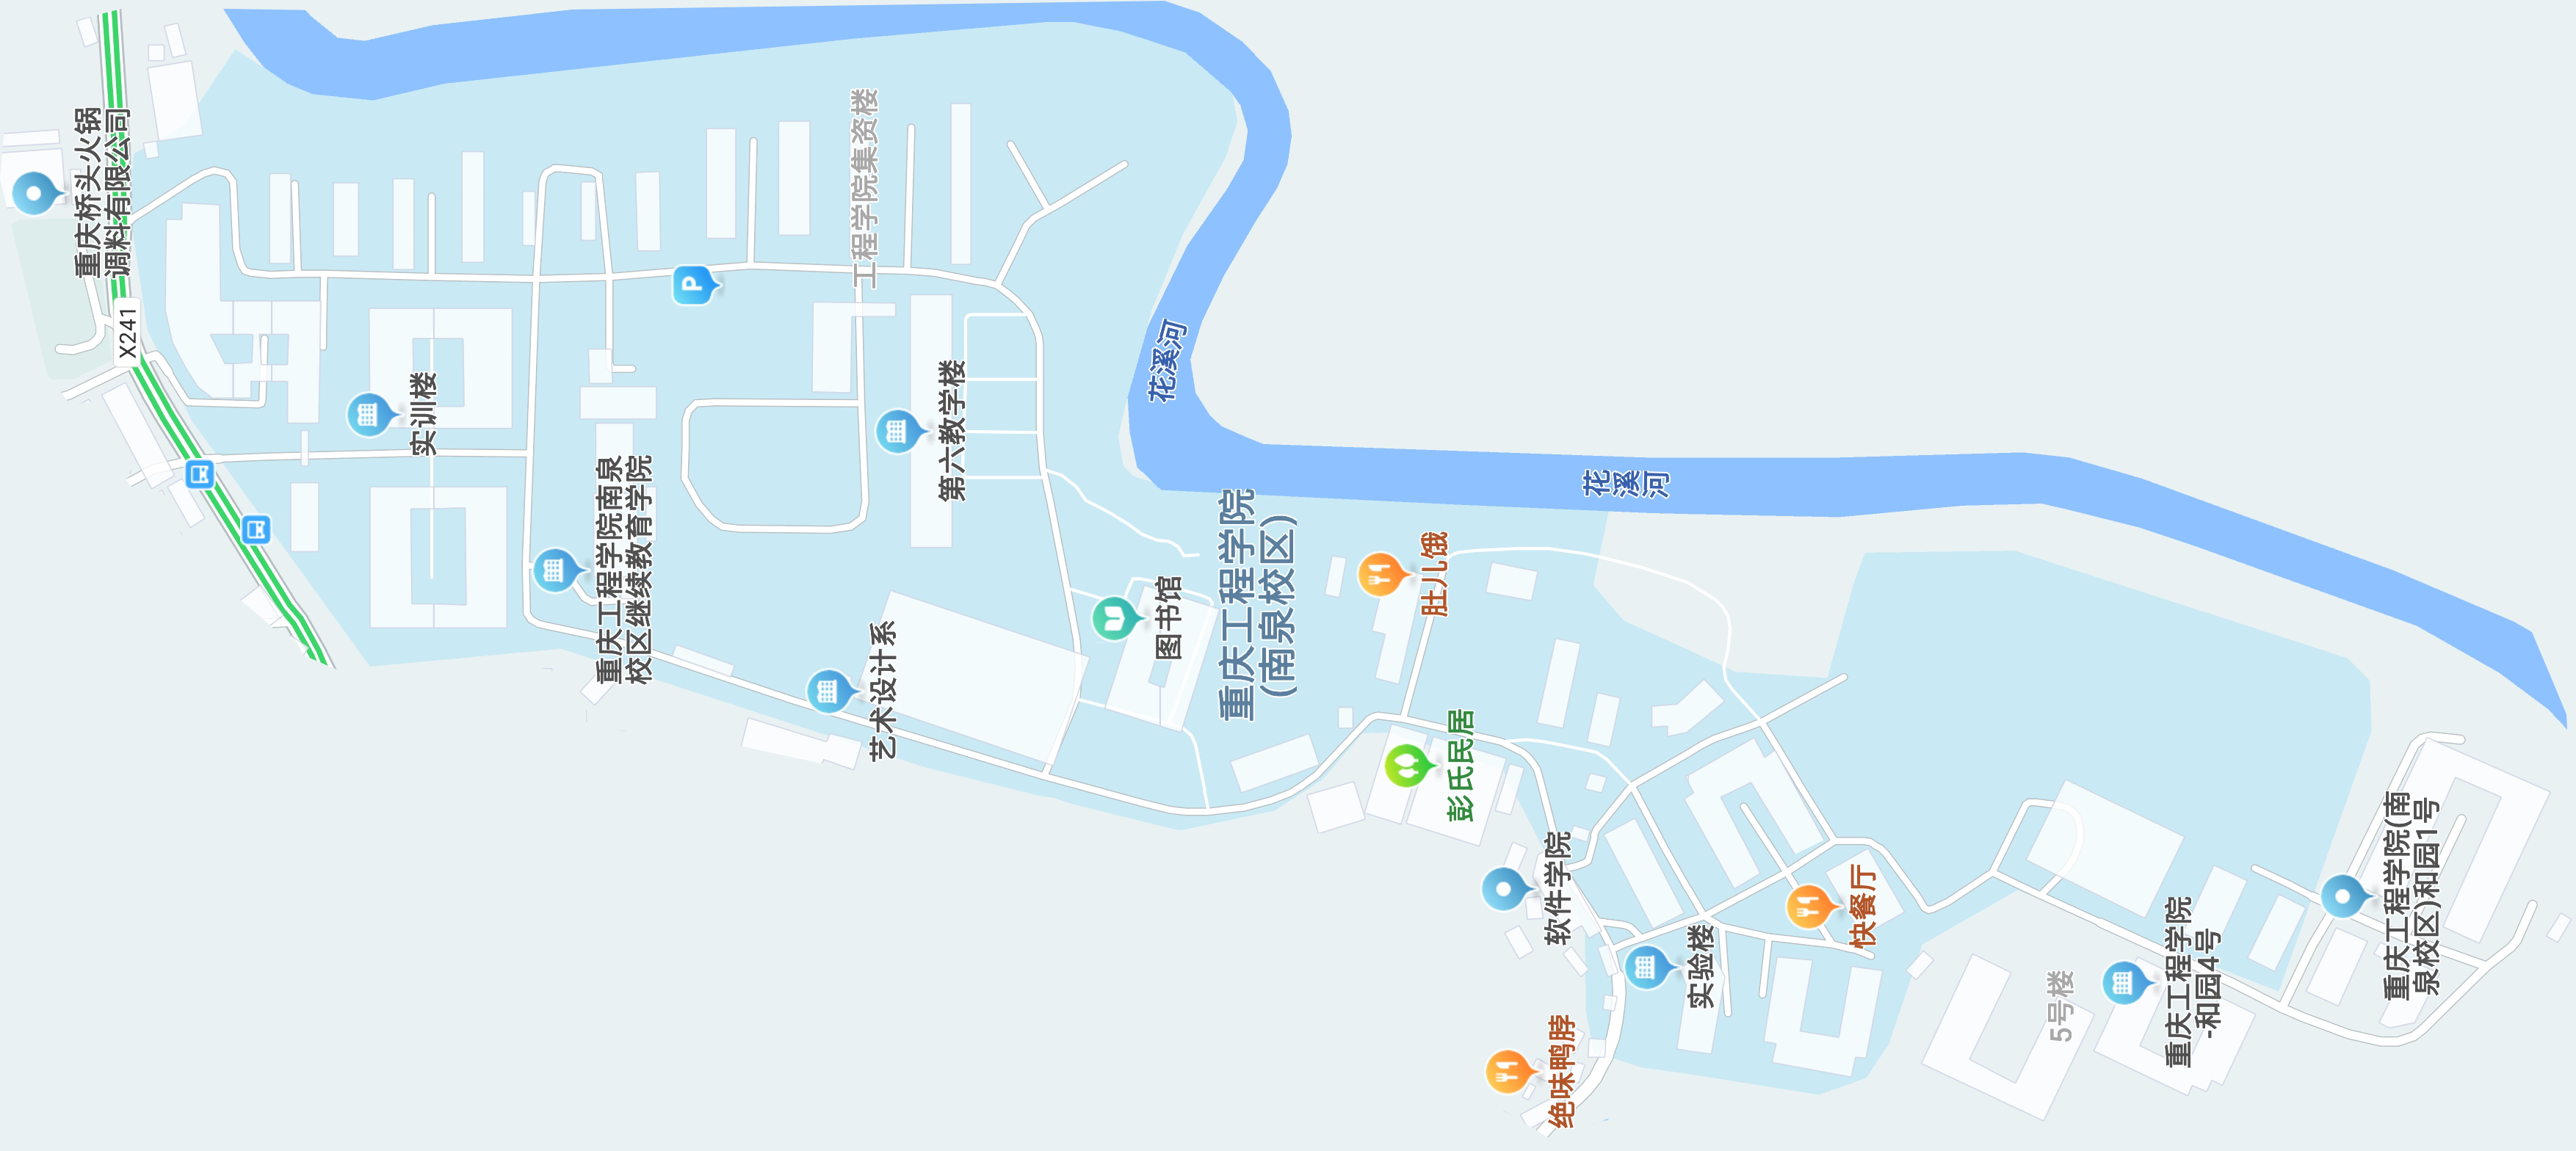 重庆桥头火锅
调料有限公司
X241
实训楼
重庆工程学院南泉
校区继续教育学院
P
工程学院集资楼
第六教学楼
艺术设计系
图书馆
花溪河
重庆工程学院
(南泉校区)
肚儿饿
彭氏民居
花
溪
河
软件学院
绝味鸭脖
实验楼
快餐厅
5号楼
重庆工程学院
-和园4号
重庆工程学院(南
泉校区)和园1号